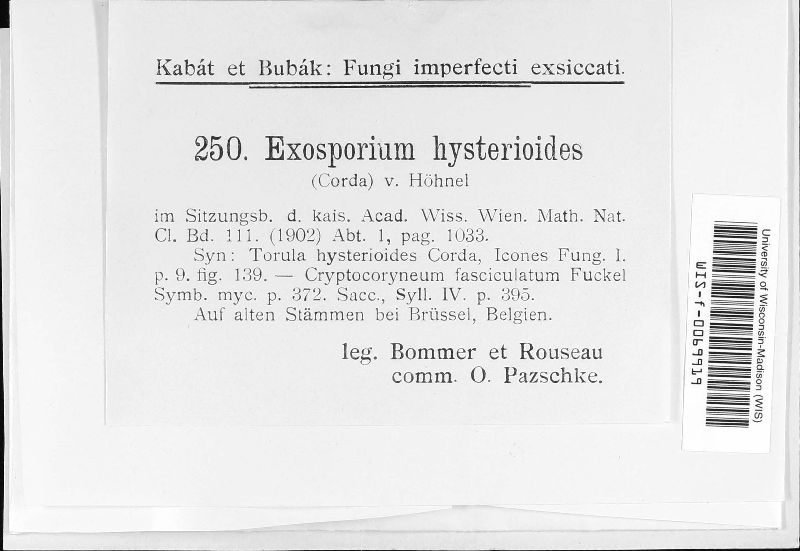 Kabát et Bubák: Fungi imperfecti exsiccati.
250. Exosporium hysterioides
(Corda) v. Höhnel
im Sitzungsb. d. kais. Acad. Wiss. Wien. Math. Nat.
Cl. Bd. 111. (1902) Abt. 1, pag. 1033.
Syn: Torula hysterioides Corda, Icones Fung. I.
p. 9. fig. 139. — Cryptocoryneum fasciculatum Fuckel
Symb. myc. p. 372. Sacc., Syll. IV. p. 395.
Auf alten Stämmen bei Brüssel, Belgien.
leg. Bommer et Rouseau
comm. O. Pazschke.
University of Wisconsin-Madison (WIS)